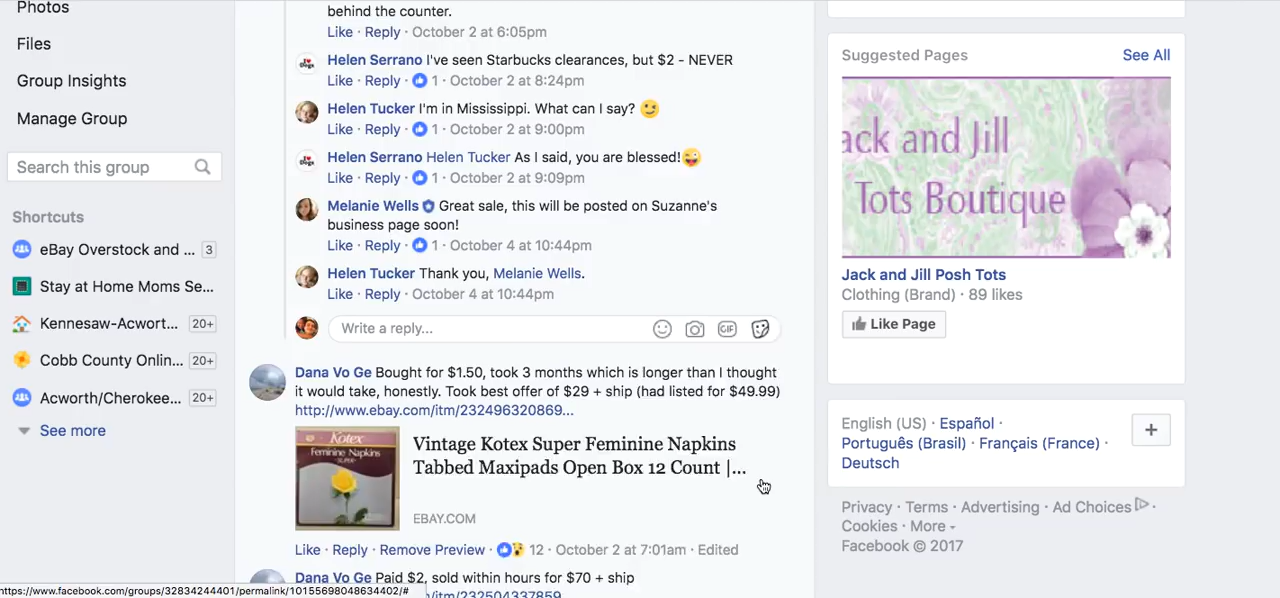 Photos
Files
Group Insights
Manage Group
Search this group
Shortcuts
eBay Overstock and ... 3
Stay at Home Moms Se...
Kennesaw-Acwort... 20+
Cobb County Onlin... 20+
Acworth/Cherokee... 20+
See more
behind the counter.
Like · Reply · October 2 at 6:05pm
Helen Serrano I've seen Starbucks clearances, but $2 - NEVER
Like · Reply · 1 · October 2 at 8:24pm
Helen Tucker I'm in Mississippi. What can I say? 😉
Like · Reply · 1 · October 2 at 9:00pm
Helen Serrano Helen Tucker As I said, you are blessed!😜
Like · Reply · 1 · October 2 at 9:09pm
Melanie Wells Great sale, this will be posted on Suzanne's
business page soon!
Like · Reply · 1 · October 4 at 10:44pm
Helen Tucker Thank you, Melanie Wells.
Like · Reply · October 4 at 10:44pm
Write a reply...
GIF
Dana Vo Ge Bought for $1.50, took 3 months which is longer than I thought
it would take, honestly. Took best offer of $29 + ship (had listed for $49.99)
http://www.ebay.com/itm/232496320869...
Kotex
Feminine Napkins
SUPER
Vintage Kotex Super Feminine Napkins
Tabbed Maxipads Open Box 12 Count |...
EBAY.COM
Like · Reply · Remove Preview · 12 · October 2 at 7:01am · Edited
Dana Vo Ge Paid $2, sold within hours for $70 + ship
/itm/232504337859
https://www.facebook.com/groups/32834244401/permalink/10155698048634402/#
Suggested Pages
See All
ack and Jill
Tots Boutique
Jack and Jill Posh Tots
Clothing (Brand) · 89 likes
Like Page
English (US) · Español ·
Português (Brasil) · Français (France) ·
Deutsch
+
Privacy · Terms · Advertising · Ad Choices ·
Cookies · More
Facebook © 2017